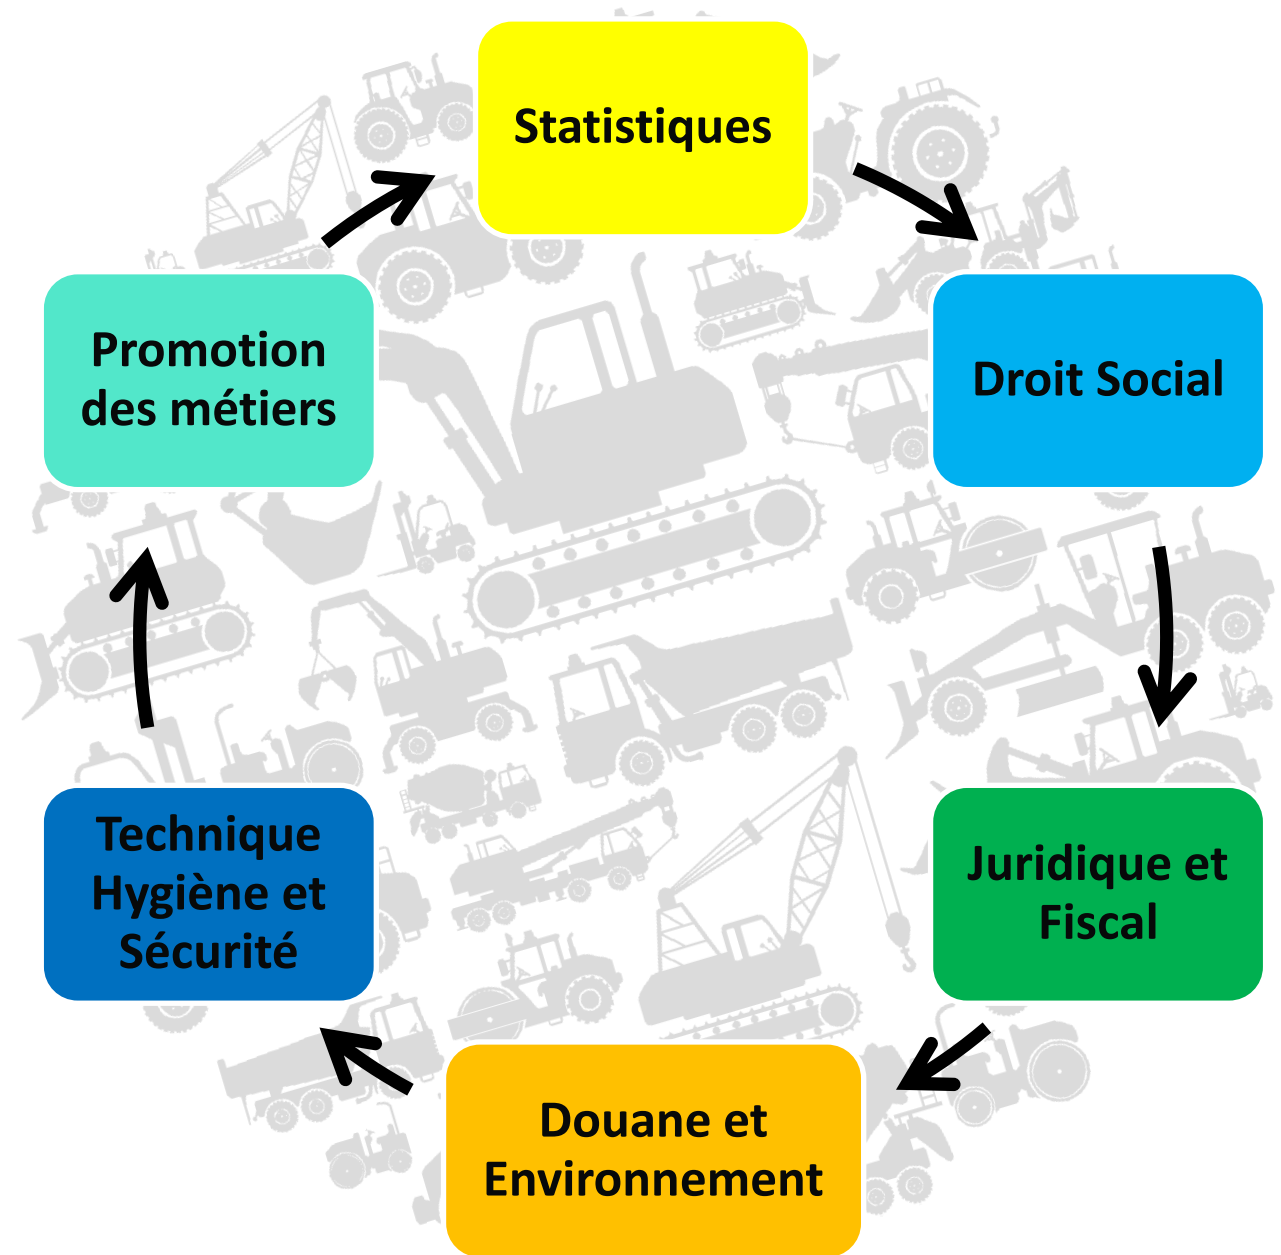 Statistiques
Droit Social
Juridique et
Fiscal
Douane et
Environnement
Technique
Hygiène et
Sécurité
Promotion
des métiers